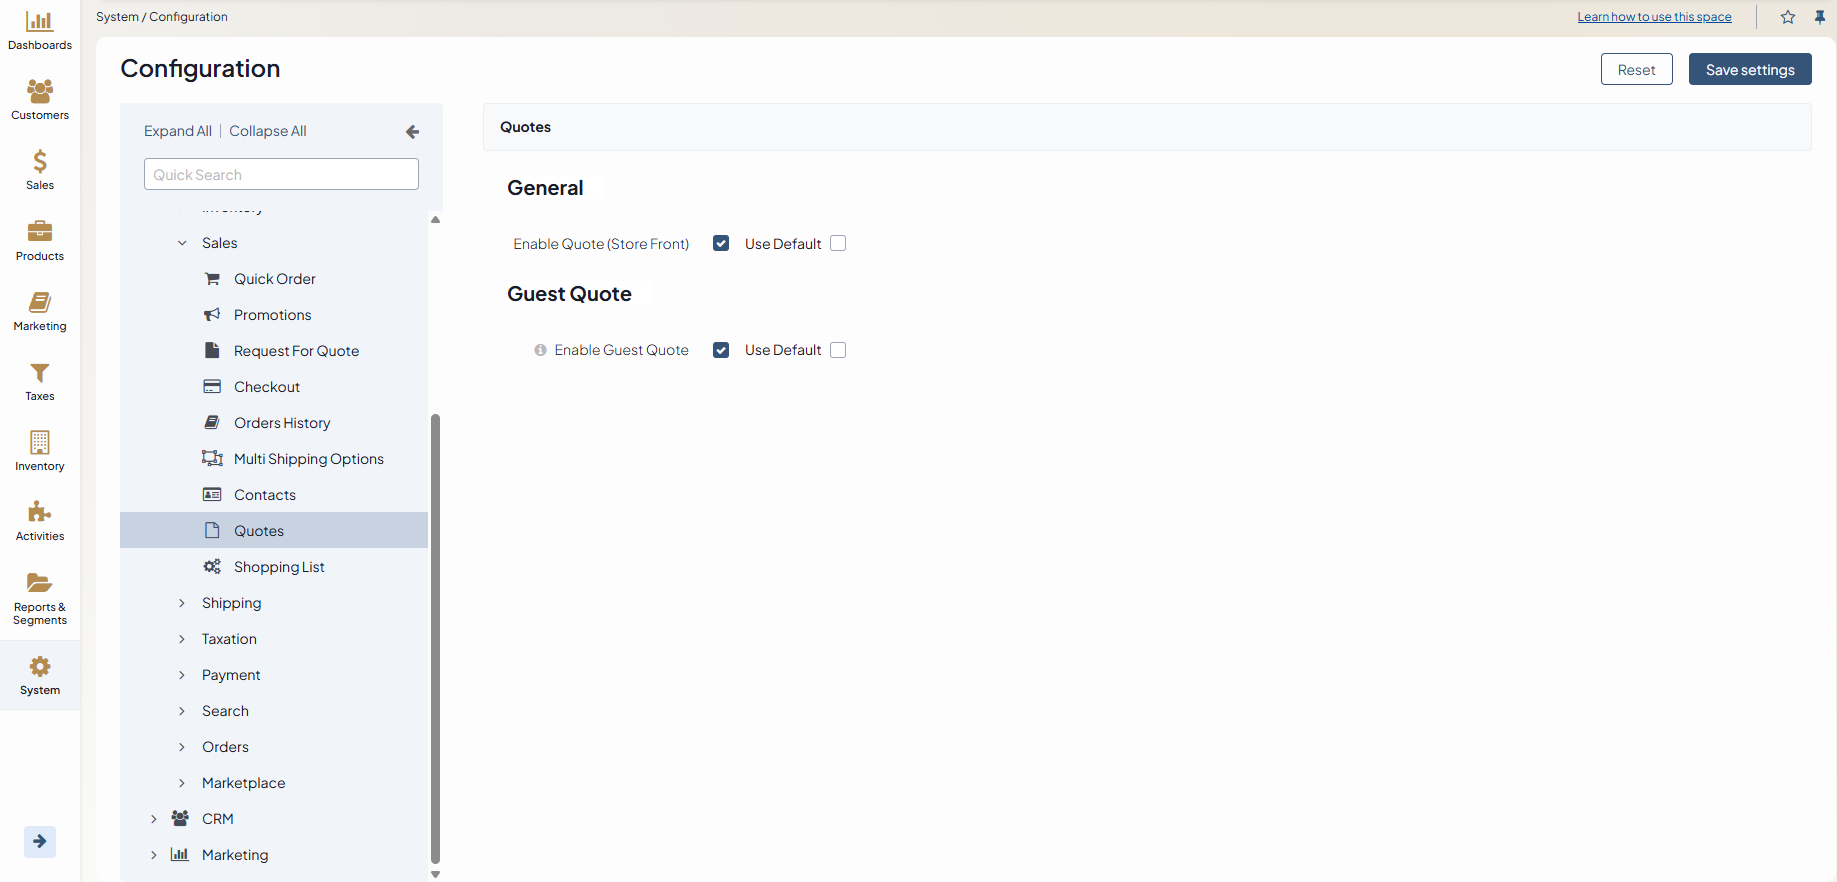 System / Configuration
Learn how to use this space
Dashboards
Customers
Sales
Products
Marketing
Taxes
Inventory
Activities
Reports &
Segments
System
Configuration
Reset
Save settings
Expand All | Collapse All
Quick Search
Inventory
Sales
Quick Order
Promotions
Request For Quote
Checkout
Orders History
Multi Shipping Options
Contacts
Quotes
Shopping List
Shipping
Taxation
Payment
Search
Orders
Marketplace
CRM
Marketing
Quotes
General
Enable Quote (Store Front) Use Default
Guest Quote
Enable Guest Quote Use Default